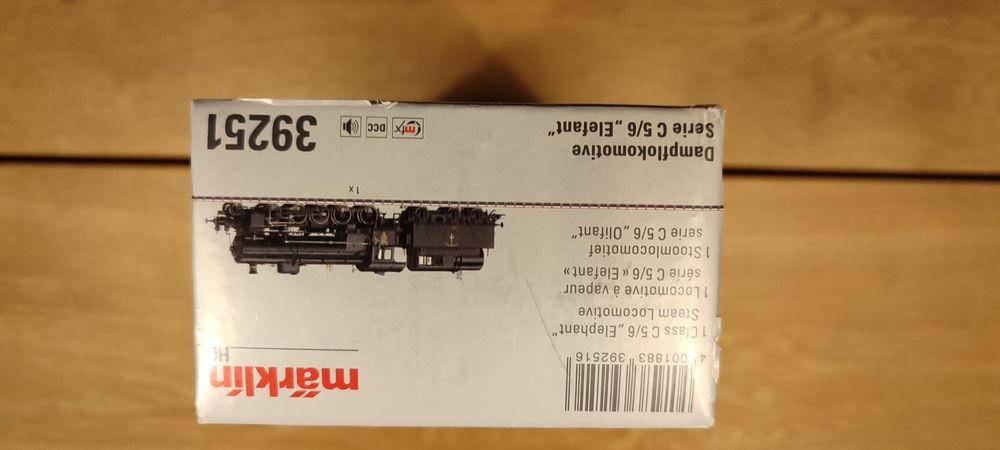 märklin
H0
4 001883 392516
1 Class C 5/6 „Elephant“
Steam Locomotive
1 Locomotive à vapeur
série C 5/6 « Elefant »
1 Stoomlocomotief
serie C 5/6 „Olifant“
1 x
Dampflokomotive
Serie C 5/6 „Elefant“
mfx
DCC
39251